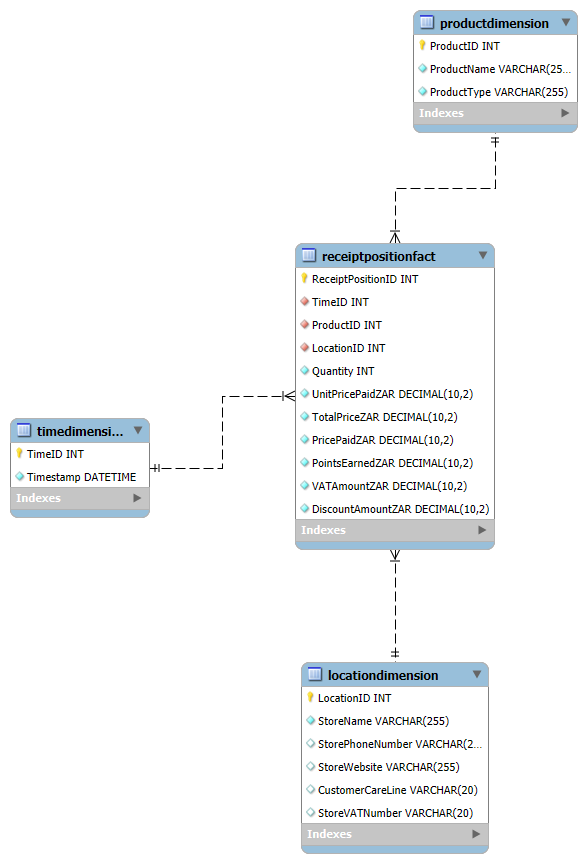 productdimension
ProductID INT
ProductName VARCHAR(25...
ProductType VARCHAR(255)
Indexes
receiptpositionfact
ReceiptPositionID INT
TimeID INT
ProductID INT
LocationID INT
Quantity INT
UnitPricePaidZAR DECIMAL(10,2)
TotalPriceZAR DECIMAL(10,2)
PricePaidZAR DECIMAL(10,2)
PointsEarnedZAR DECIMAL(10,2)
VATAmountZAR DECIMAL(10,2)
DiscountAmountZAR DECIMAL(10,2)
Indexes
timedimensi...
TimeID INT
Timestamp DATETIME
Indexes
locationdimension
LocationID INT
StoreName VARCHAR(255)
StorePhoneNumber VARCHAR(2...
StoreWebsite VARCHAR(255)
CustomerCareLine VARCHAR(20)
StoreVATNumber VARCHAR(20)
Indexes